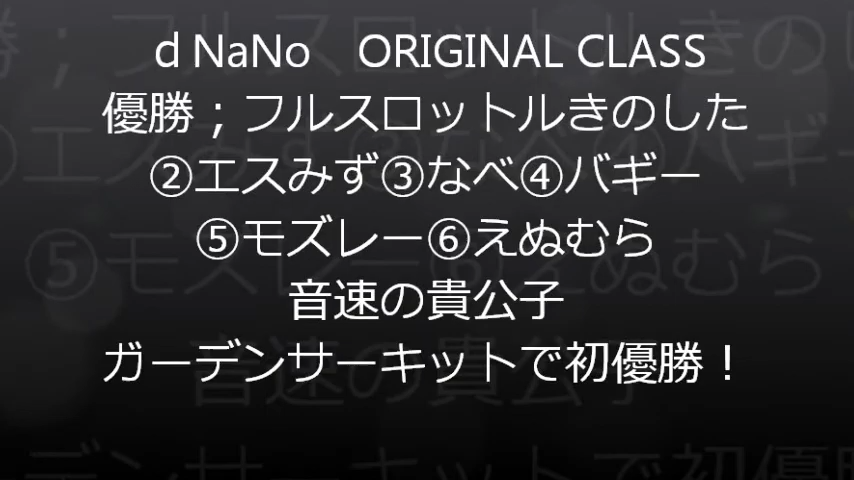 d NaNo　ORIGINAL CLASS
優勝；フルスロットルきのした
②エスみず③なべ④バギー
⑤モズレー⑥えぬむら
音速の貴公子
ガーデンサーキットで初優勝！